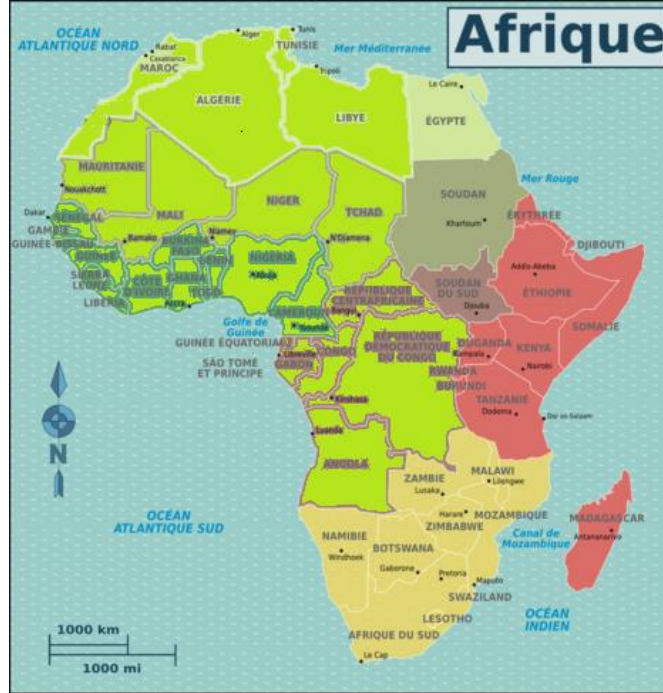 Afrique
OCÉAN
ATLANTIQUE NORD
Alger
Tunis
TUNISIE
Mer Méditerranée
Rabat
Casablanca
MAROC
Tripoli
Le Caire
ALGÉRIE
LIBYE
ÉGYPTE
MAURITANIE
Nouakchott
Mer Rouge
SOUDAN
NIGER
MALI
TCHAD
Dakar
SÉNÉGAL
ÉRYTHRÉE
Khartoum
GAMBIE
GUINÉE-BISSAU
Bamako
BURKINA
FASO
Niamey
N'Djamena
DJIBOUTI
GUINÉE
BÉNIN
NIGERIA
Abuja
Addis-Abeba
SIERRA
LEONE
CÔTE
D'IVOIRE
GHANA
TOGO
SOUDAN
DU SUD
ÉTHIOPIE
LIBÉRIA
Accra
RÉPUBLIQUE
CENTRAFRICAINE
CAMEROUN
Bangui
Djouba
Golfe de
Guinée
Yaoundé
SOMALIE
GUINÉE ÉQUATORIALE
RÉPUBLIQUE
DÉMOCRATIQUE
DU CONGO
OUGANDA
KENYA
Libreville
CONGO
Kampala
SÃO TOMÉ
ET PRINCIPE
GABON
RWANDA
Nairobi
BURUNDI
Kinshasa
TANZANIE
Dodoma
Dar es-Salaam
Luanda
N
ANGOLA
ZAMBIE
MALAWI
Lilongwe
Lusaka
OCÉAN
ATLANTIQUE SUD
Harare
MOZAMBIQUE
MADAGASCAR
ZIMBABWE
Canal de
Mozambique
Antananarivo
NAMIBIE
BOTSWANA
Windhoek
Gaborone
Pretoria
Maputo
SWAZILAND
OCÉAN
INDIEN
LESOTHO
1000 km
AFRIQUE DU SUD
1000 mi
Le Cap